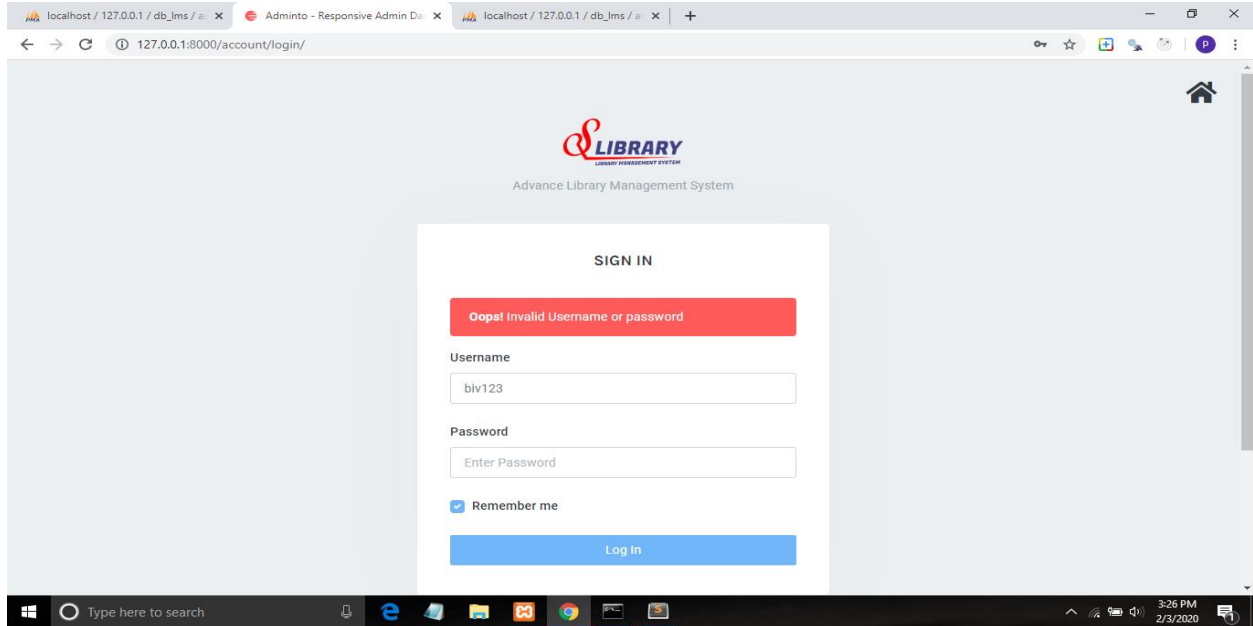 localhost / 127.0.0.1 / db_lms / ac
Adminto - Responsive Admin Da
localhost / 127.0.0.1 / db_lms / a
127.0.0.1:8000/account/login/
P
S LIBRARY
LIBRARY MANAGEMENT SYSTEM
Advance Library Management System
SIGN IN
Oops! Invalid Username or password
Username
biv123
Password
Enter Password
Remember me
Log In
Type here to search
3:26 PM
2/3/2020
1